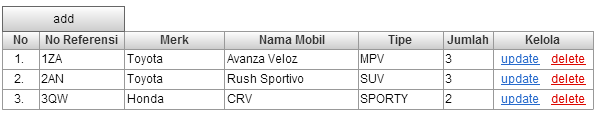 add
No No Referensi Merk Nama Mobil Tipe Jumlah Kelola
1. 1ZA Toyota Avanza Veloz MPV 3 update delete
2. 2AN Toyota Rush Sportivo SUV 3 update delete
3. 3QW Honda CRV SPORTY 2 update delete